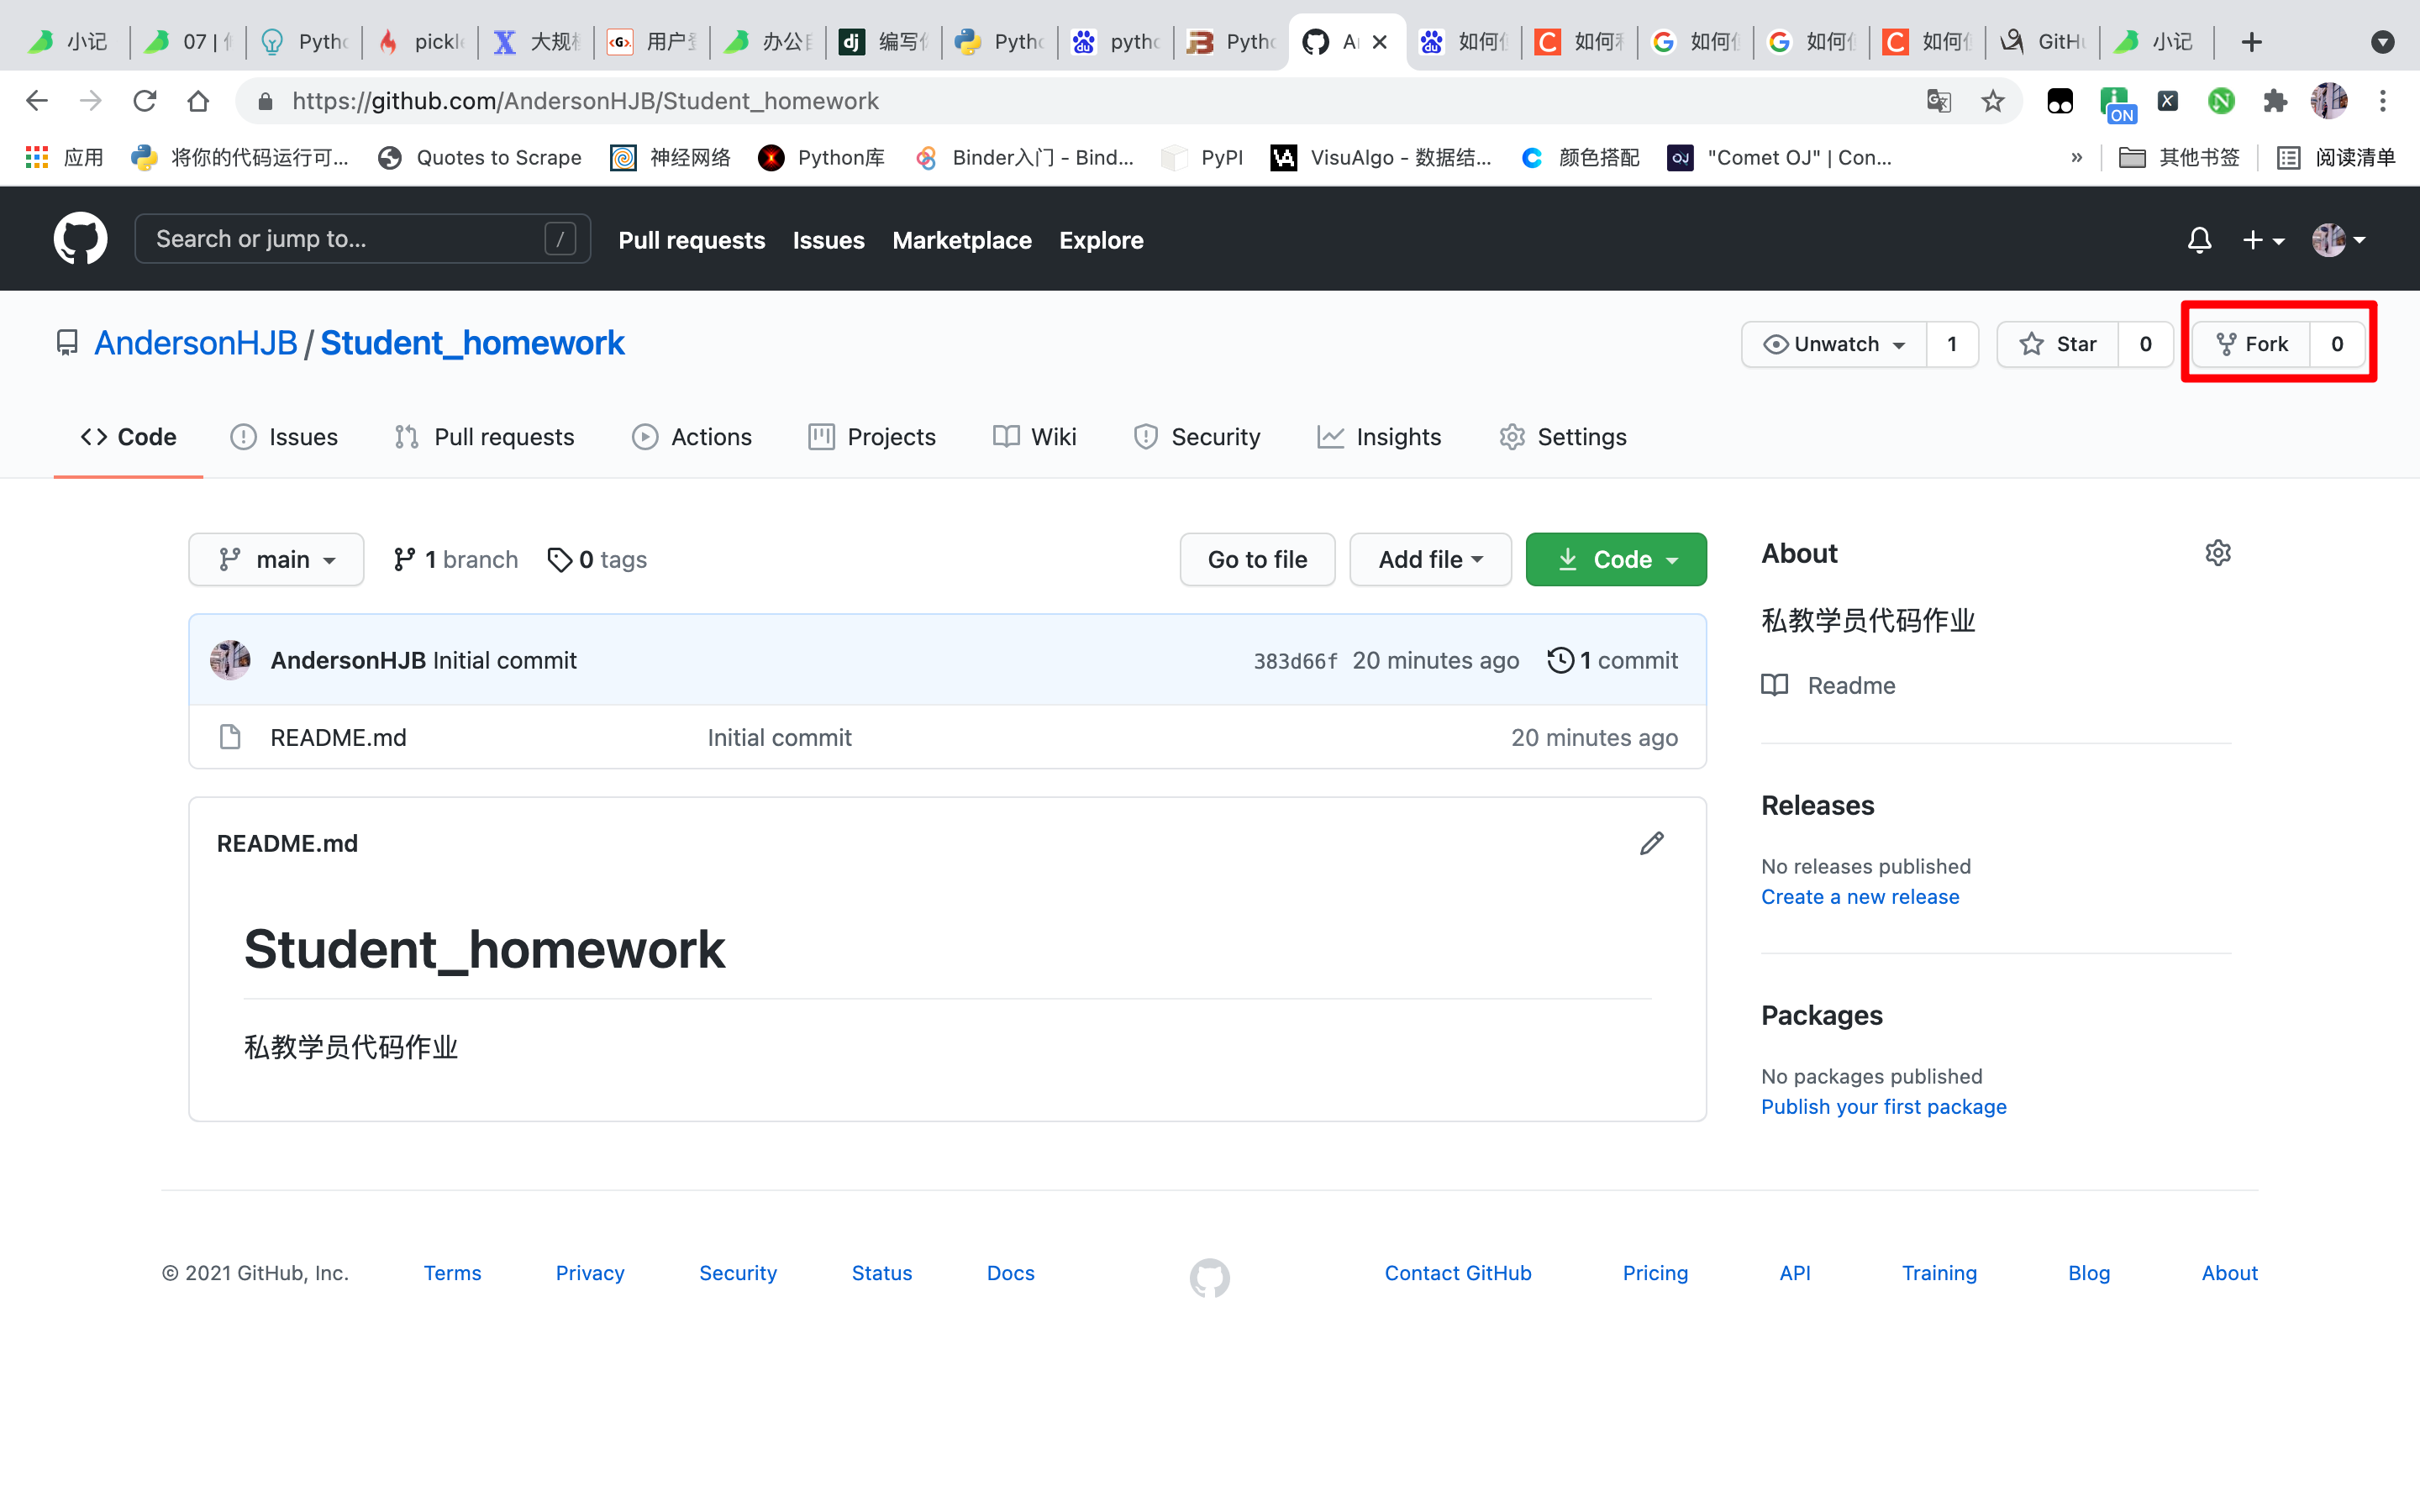 小记 07 | Pyth pickl 大规 用户 办公 编写 Pyth pyth Pyth A 如何 如何 如何 如何 如何 GitH 小记
https://github.com/AndersonHJB/Student_homework ON
应用 将你的代码运行可... Quotes to Scrape 神经网络 Python库 Binder入门 - Bind... PyPI VisuAlgo - 数据结... 颜色搭配 "Comet OJ" | Con... » 其他书签 阅读清单
Search or jump to... / Pull requests Issues Marketplace Explore
AndersonHJB / Student_homework Unwatch 1 Star 0 Fork 0
Code Issues Pull requests Actions Projects Wiki Security Insights Settings
main 1 branch 0 tags Go to file Add file Code
AndersonHJB Initial commit 383d66f 20 minutes ago 1 commit
README.md Initial commit 20 minutes ago
README.md
Student_homework
私教学员代码作业
About
私教学员代码作业
Readme
Releases
No releases published
Create a new release
Packages
No packages published
Publish your first package
© 2021 GitHub, Inc. Terms Privacy Security Status Docs Contact GitHub Pricing API Training Blog About